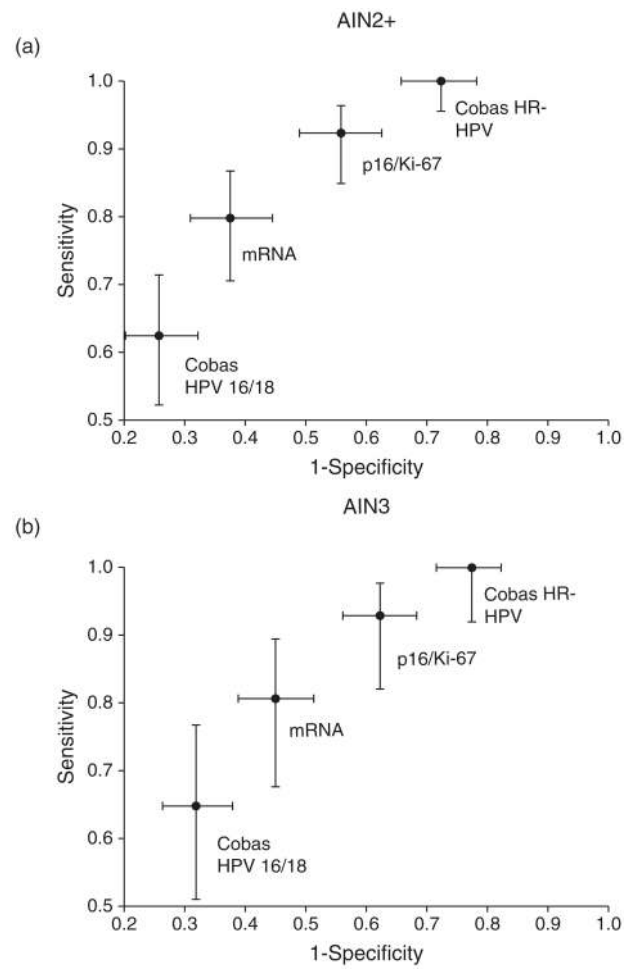 AIN2+
(a)
1.0
0.9
0.8
0.7
0.6
0.5
Sensitivity
Cobas HR-
HPV
p16/Ki-67
mRNA
Cobas
HPV 16/18
0.2 0.3 0.4 0.5 0.6 0.7 0.8 0.9 1.0
1-Specificity
AIN3
(b)
1.0
0.9
0.8
0.7
0.6
0.5
Sensitivity
Cobas HR-
HPV
p16/Ki-67
mRNA
Cobas
HPV 16/18
0.2 0.3 0.4 0.5 0.6 0.7 0.8 0.9 1.0
1-Specificity